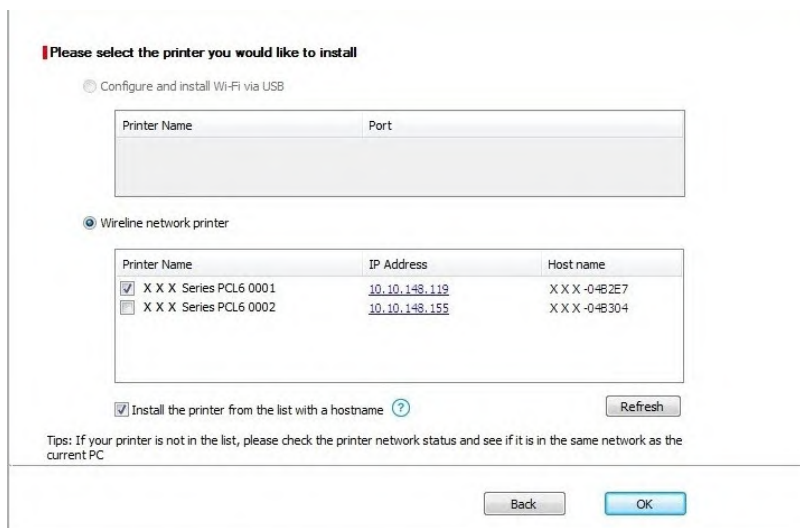 Please select the printer you would like to install
Configure and install Wi-Fi via USB
Printer Name Port
Wireline network printer
Printer Name IP Address Host name
X X X Series PCL6 0001 10.10.148.119 X X X -04B2E7
X X X Series PCL6 0002 10.10.148.155 X X X -04B304
Install the printer from the list with a hostname ? Refresh
Tips: If your printer is not in the list, please check the printer network status and see if it is in the same network as the
current PC
Back OK